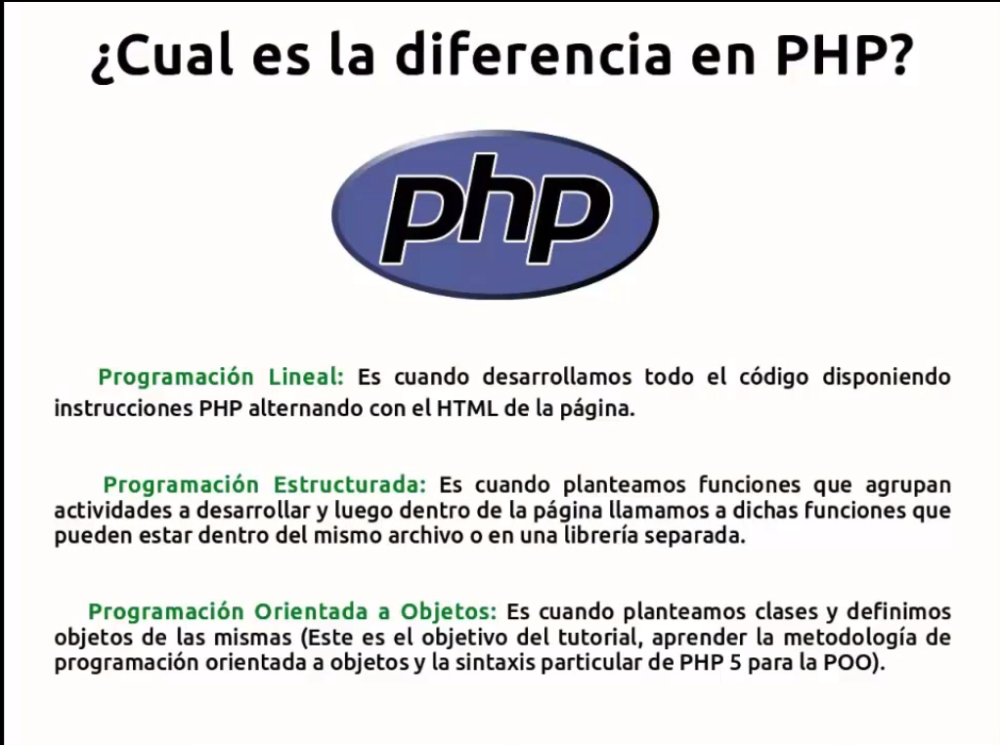 ¿Cual es la diferencia en PHP?
php
Programación Lineal: Es cuando desarrollamos todo el código disponiendo
instrucciones PHP alternando con el HTML de la página.
Programación Estructurada: Es cuando planteamos funciones que agrupan
actividades a desarrollar y luego dentro de la página llamamos a dichas funciones que
pueden estar dentro del mismo archivo o en una librería separada.
Programación Orientada a Objetos: Es cuando planteamos clases y definimos
objetos de las mismas (Este es el objetivo del tutorial, aprender la metodología de
programación orientada a objetos y la sintaxis particular de PHP 5 para la POO).